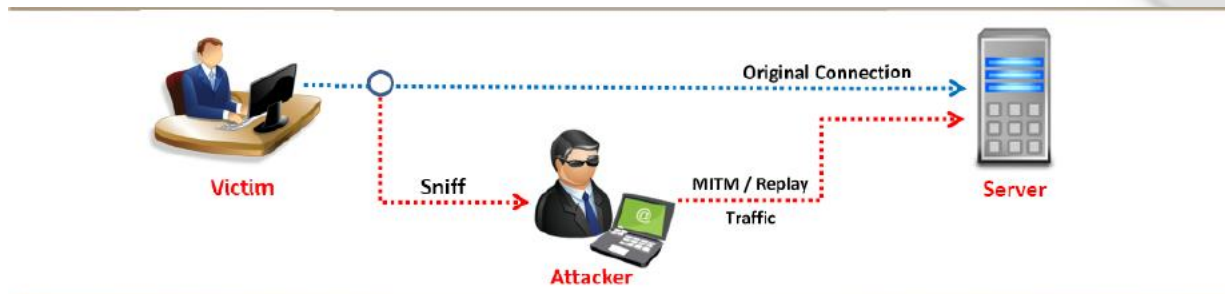 Original Connection
Victim
Sniff
MITM / Replay
Traffic
Server
@
Attacker